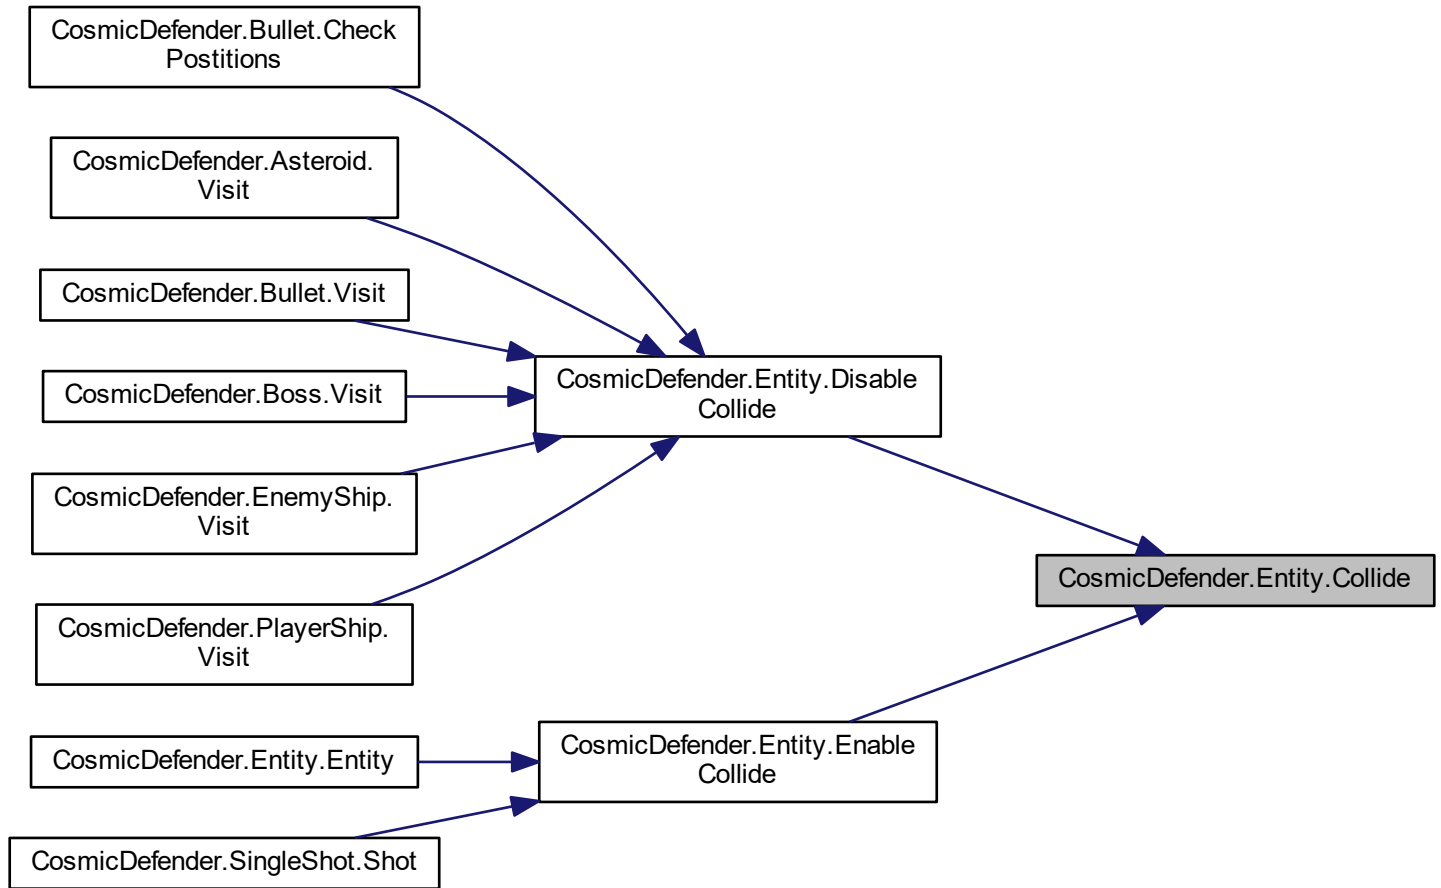 CosmicDefender.Bullet.Check
Postitions
CosmicDefender.Asteroid.
Visit
CosmicDefender.Bullet.Visit
CosmicDefender.Boss.Visit
CosmicDefender.EnemyShip.
Visit
CosmicDefender.PlayerShip.
Visit
CosmicDefender.Entity.Entity
CosmicDefender.SingleShot.Shot
CosmicDefender.Entity.Disable
Collide
CosmicDefender.Entity.Enable
Collide
CosmicDefender.Entity.Collide